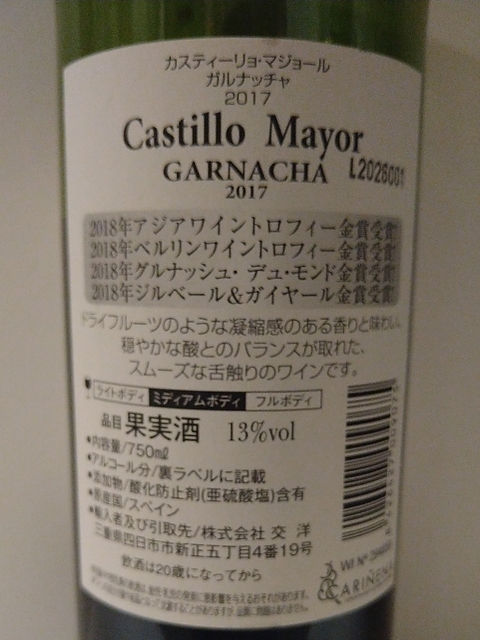 カスティーリョ・マジョール
ガルナッチャ
2017
Castillo Mayor
GARNACHA L2026001
2017
2018年アジアワイントロフィー金賞受賞!
2018年ベルリンワイントロフィー金賞受賞!
2018年グルナッシュ・デュ・モンド金賞受賞!
2018年ジルベール&ガイヤール金賞受賞!
ドライフルーツのような凝縮感のある香りと味わい。
穏やかな酸とのバランスが取れた、
スムーズな舌触りのワインです。
ライトボディ ミディアムボディ フルボディ
品目 果実酒 13%vol
●内容量/750mℓ
●アルコール分/裏ラベルに記載
●添加物/酸化防止剤(亜硫酸塩)含有
●原産国/スペイン
●輸入者及び引取先/株式会社 交洋
三重県四日市市新正五丁目4番19号
飲酒は20歳になってから
CARIÑENA